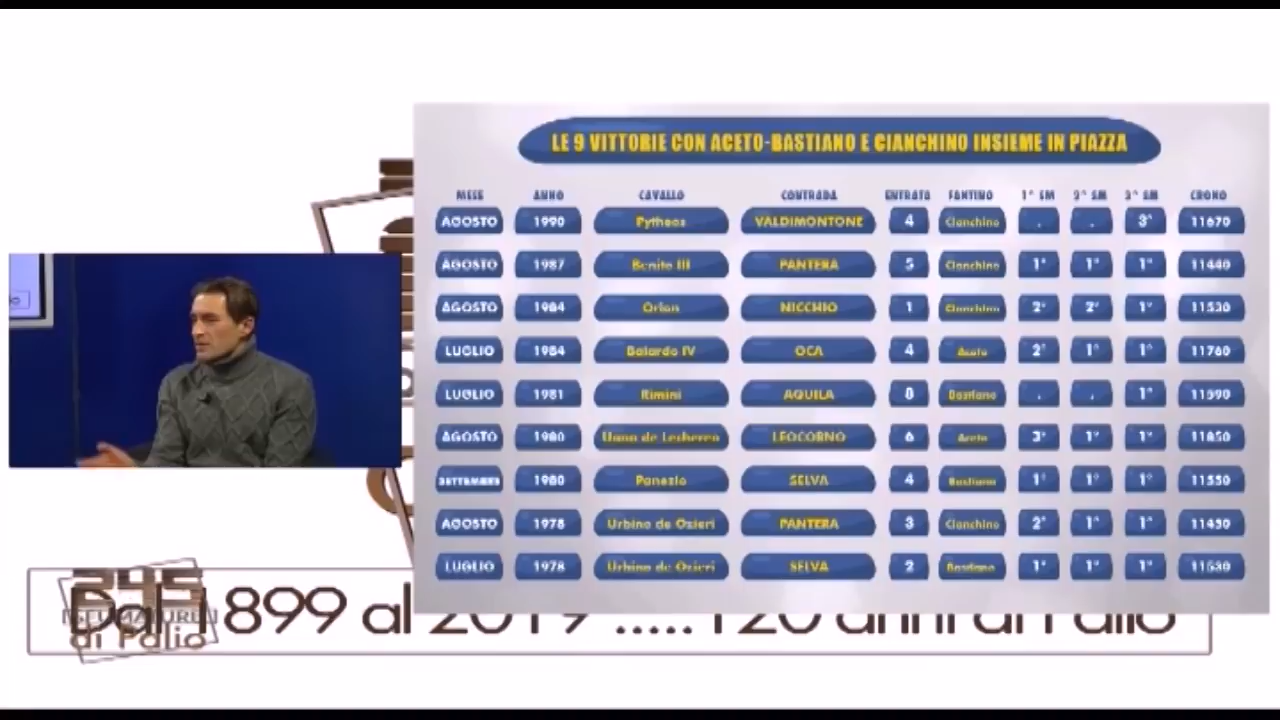 LE 9 VITTORIE CON ACETO-BASTIANO E CIANCHINO INSIEME IN PIAZZA
MESE ANNO CAVALLO CONTRADA ENTRATA FANTINO 1° SM 2° SM 3° SM CRONO
AGOSTO 1990 Pytheos VALDIMONTONE 4 Cianchino . . 3° 11670
AGOSTO 1987 Benito III PANTERA 5 Cianchino 1° 1° 1° 11440
AGOSTO 1984 Orion NICCHIO 1 Cianchino 2° 2° 1° 11530
LUGLIO 1984 Baiardo IV OCA 4 Aceto 2° 1° 1° 11760
LUGLIO 1981 Rimini AQUILA 8 Bastiano . . 1° 11590
AGOSTO 1980 de LEOCORNO 6 Aceto 3° 1° 1° 11850
SETTEMBRE 1980 Panezio SELVA 4 Bastiano 1° 1° 1° 11550
AGOSTO 1978 Urbino de Ozieri PANTERA 3 Cianchino 2° 1° 1° 11450
LUGLIO 1978 Urbino de Ozieri SELVA 2 Bastiano 1° 1° 1° 11530
Dal 1899 al 2019 .....120 anni di Palio
di Palio